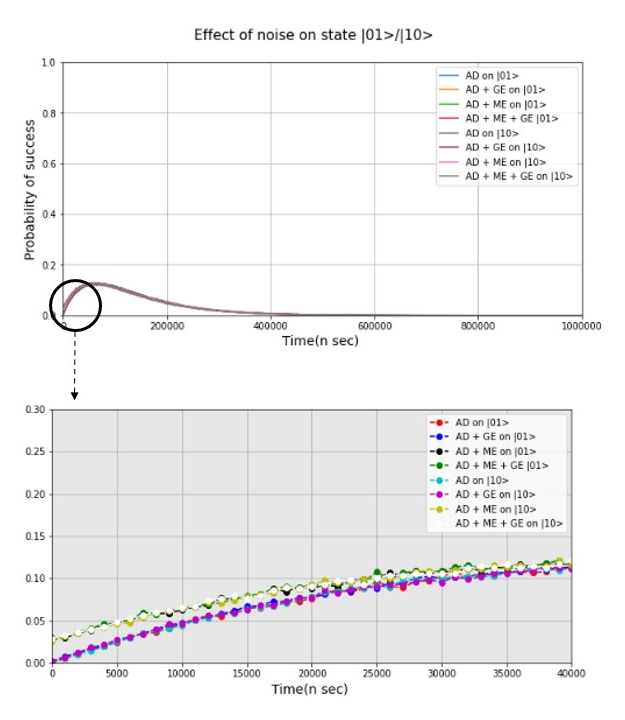 Effect of noise on state |01>/|10>
Probability of success
1.0
0.8
0.6
0.4
0.2
0.
AD on |01>
AD + GE on |01>
AD + ME on |01>
AD + ME + GE |01>
AD on |10>
AD + GE on |10>
AD + ME on |10>
AD + ME + GE on |10>
0 200000 400000 600000 800000 1000000
Time(n sec)
0.30
0.25
0.20
0.15
0.10
0.05
0.00
AD on |01>
AD + GE on |01>
AD + ME on |01>
AD + ME + GE |01>
AD on |10>
AD + GE on |10>
AD + ME on |10>
AD + ME + GE on |10>
0 5000 10000 15000 20000 25000 30000 35000 40000
Time(n sec)